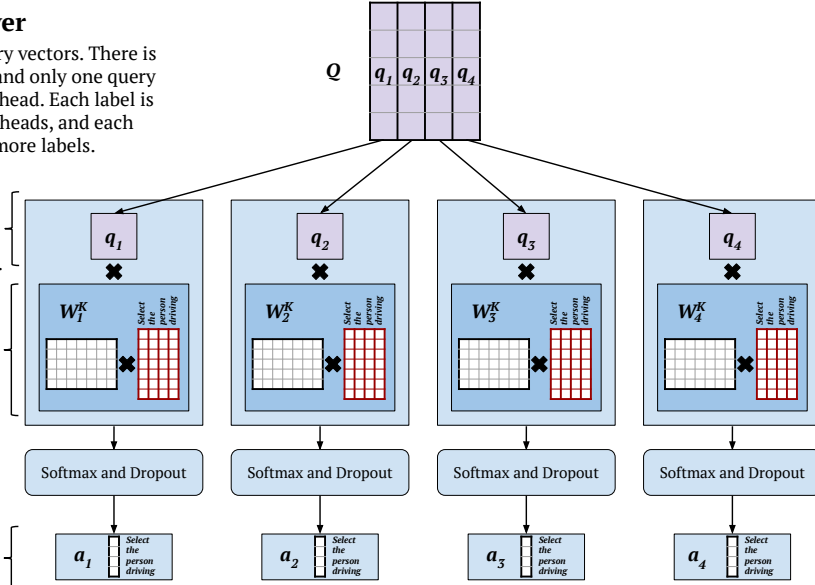 er
ry vectors. There is
and only one query
head. Each label is
heads, and each
more labels.
Q
q1 q2 q3 q4
q1
q2
q3
q4
W1K
Select
the
person
driving
W2K
Select
the
person
driving
W3K
Select
the
person
driving
W4K
Select
the
person
driving
Softmax and Dropout
Softmax and Dropout
Softmax and Dropout
Softmax and Dropout
a1
Select
the
person
driving
a2
Select
the
person
driving
a3
Select
the
person
driving
a4
Select
the
person
driving